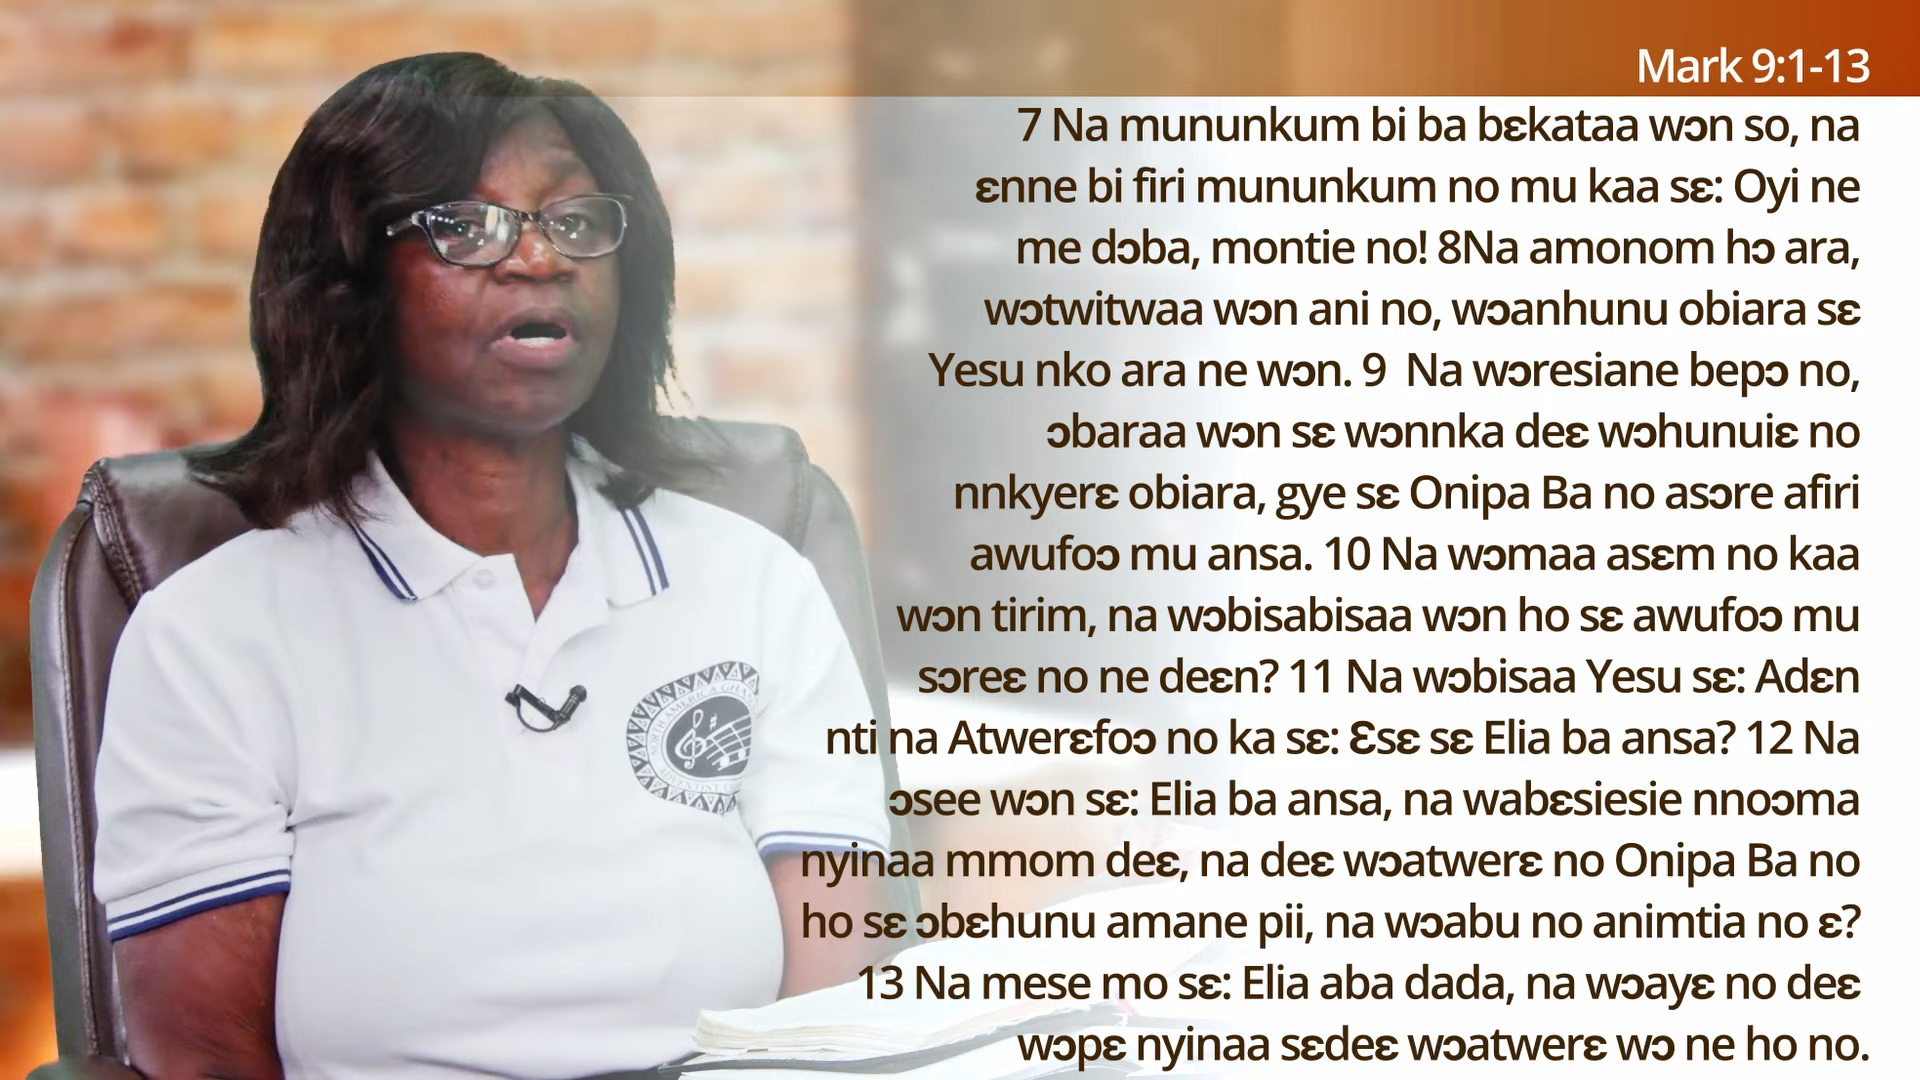 Mark 9:1-13
7 Na mununkum bi ba bɛkataa wɔn so, na
ɛnne bi firi mununkum no mu kaa sɛ: Oyi ne
me dɔba, montie no! 8Na amonom hɔ ara,
wɔtwitwaa wɔn ani no, wɔanhunu obiara sɛ
Yesu nko ara ne wɔn. 9 Na wɔresiane bepɔ no,
ɔbaraa wɔn sɛ wɔnnka deɛ wɔhunuiɛ no
nnkyerɛ obiara, gye sɛ Onipa Ba no asɔre afiri
awufoɔ mu ansa. 10 Na wɔmaa asɛm no kaa
wɔn tirim, na wɔbisabisaa wɔn ho sɛ awufoɔ mu
sɔreɛ no ne deɛn? 11 Na wɔbisaa Yesu sɛ: Adɛn
nti na Atwerɛfoɔ no ka sɛ: Ɛsɛ sɛ Elia ba ansa? 12 Na
ɔsee wɔn sɛ: Elia ba ansa, na wabɛsiesie nnoɔma
nyinaa mmom deɛ, na deɛ wɔatwerɛ no Onipa Ba no
ho sɛ ɔbɛhunu amane pii, na wɔabu no animtia no ɛ?
13 Na mese mo sɛ: Elia aba dada, na wɔayɛ no deɛ
wɔpɛ nyinaa sɛdeɛ wɔatwerɛ wɔ ne ho no.
NORTH AMERICA GHANA
ADVENTIST